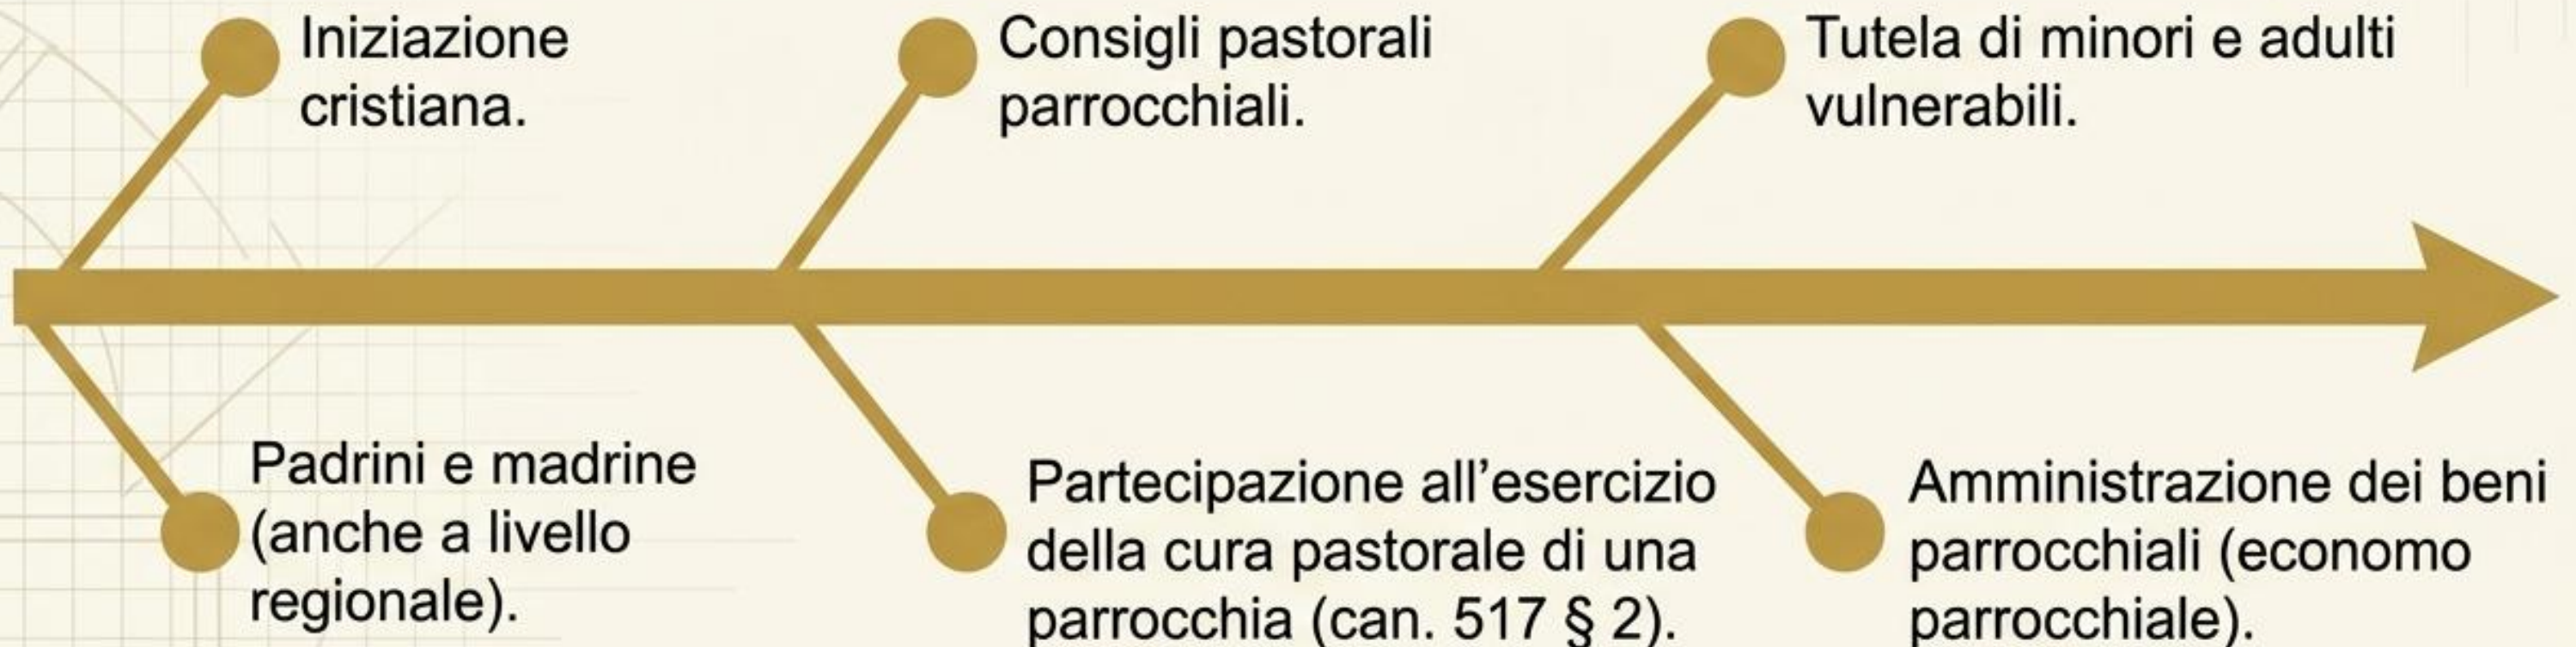 Iniziazione
cristiana.
Consigli pastorali
parrocchiali.
Tutela di minori e adulti
vulnerabili.
Padrini e madrine
(anche a livello
regionale).
Partecipazione all’esercizio
della cura pastorale di una
parrocchia (can. 517 § 2).
Amministrazione dei beni
parrocchiali (economo
parrocchiale).